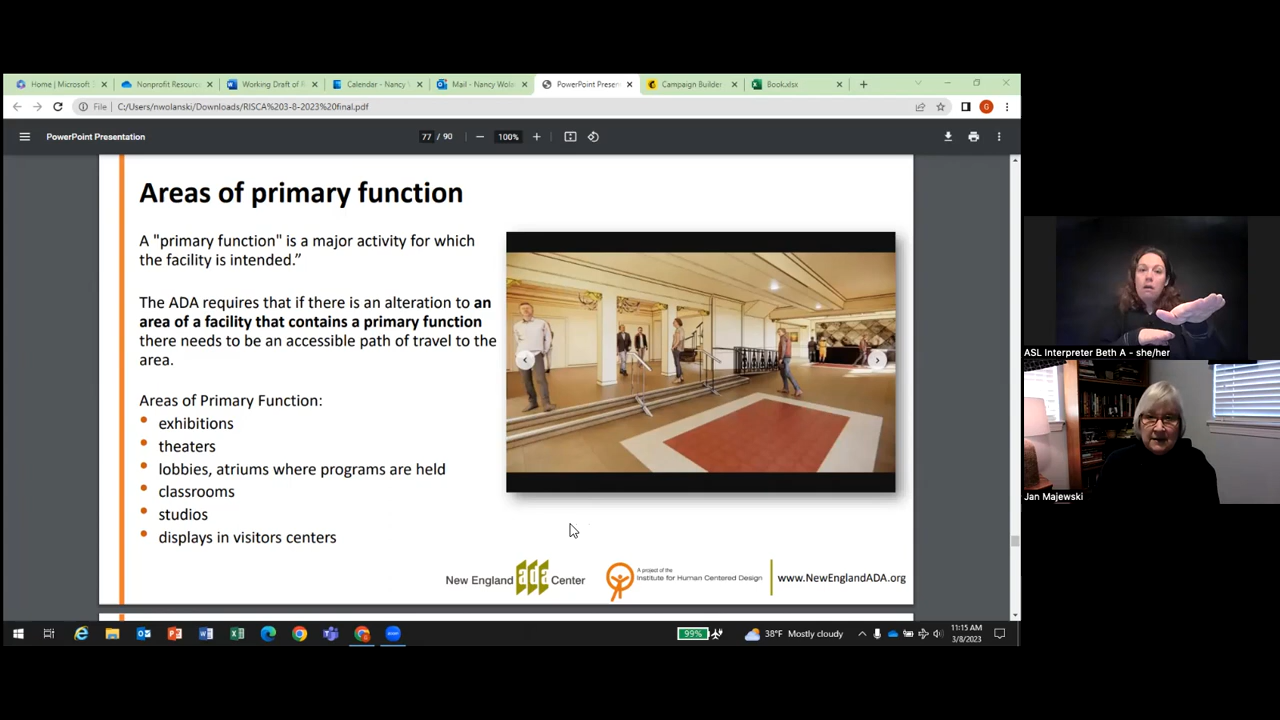 Home | Microsoft
Nonprofit Resourc
Working Draft of R
Calendar - Nancy
Mail - Nancy Wola
PowerPoint Presen
Campaign Builder
Book.xlsx
File
C:/Users/nwolanski/Downloads/RISCA%203-8-2023%20final.pdf
G
PowerPoint Presentation
77 / 90
100%
Areas of primary function
A "primary function" is a major activity for which
the facility is intended.”
The ADA requires that if there is an alteration to an
area of a facility that contains a primary function
there needs to be an accessible path of travel to the
area.
Areas of Primary Function:
• exhibitions
• theaters
• lobbies, atriums where programs are held
• classrooms
• studios
• displays in visitors centers
New England ada Center
A project of the
Institute for Human Centered Design
www.NewEnglandADA.org
ASL Interpreter Beth A - she/her
Jan Majewski
99%
38°F Mostly cloudy
11:15 AM
3/8/2023